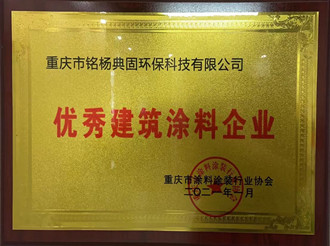 重庆市铭杨典固环保科技有限公司
优秀建筑涂料企业
重庆市涂料涂装行业协会
二〇二一年一月